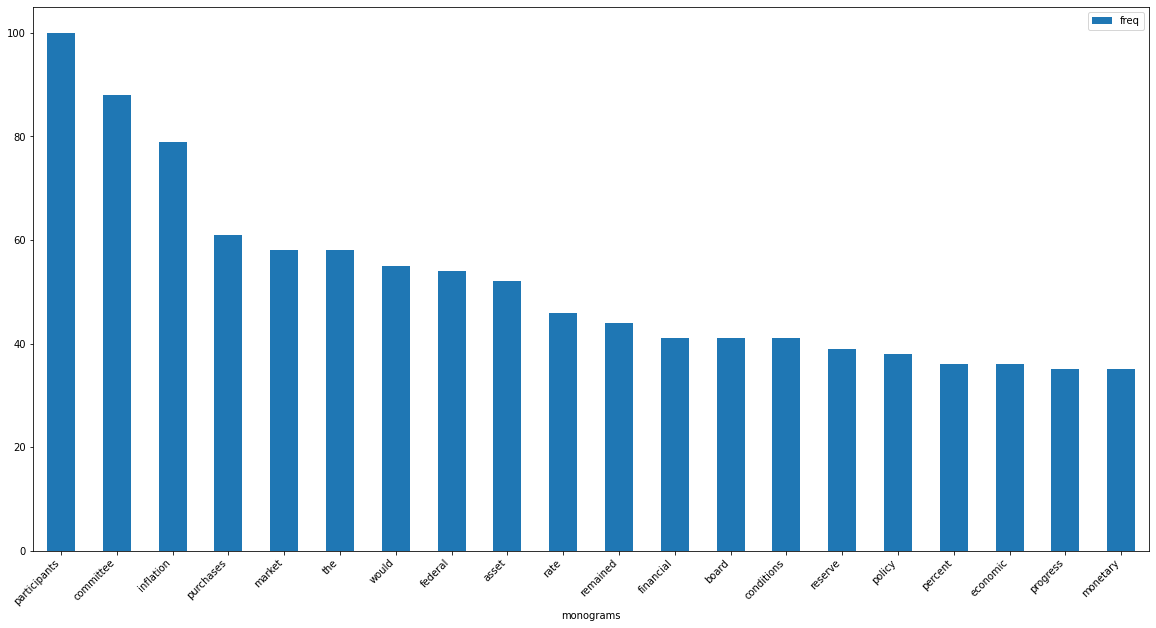 freq
100
80
60
40
20
0
participants
committee
inflation
purchases
market
the
would
federal
asset
rate
remained
financial
board
conditions
reserve
policy
percent
economic
progress
monetary
monograms